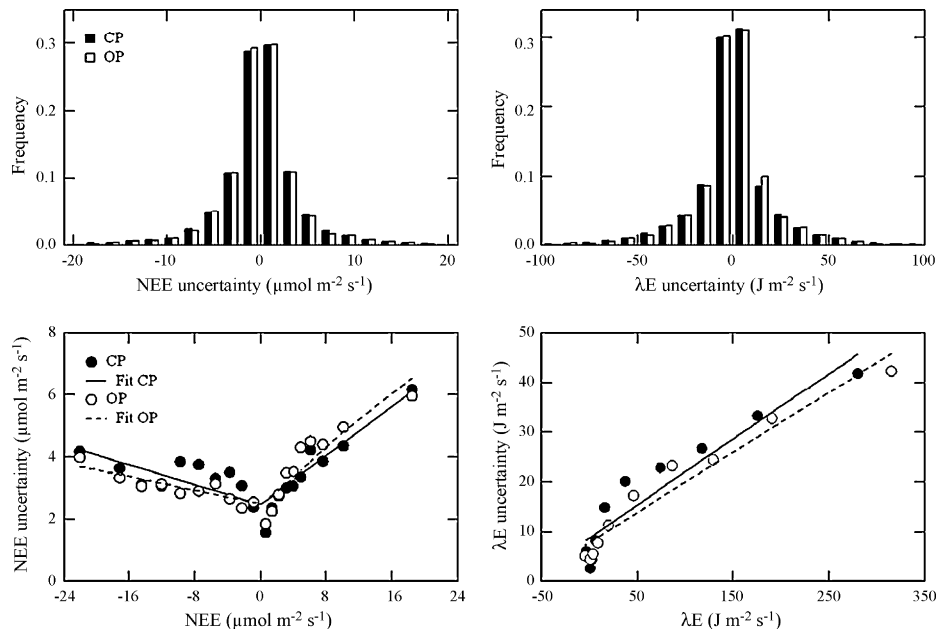 CP
OP
0.3
0.2
0.1
0.0
Frequency
-20 -10 0 10 20
NEE uncertainty (µmol m-2 s-1)
CP
OP
0.3
0.2
0.1
0.0
Frequency
-100 -50 0 50 100
λE uncertainty (J m-2 s-1)
8
6
4
2
0
NEE uncertainty (µmol m-2 s-1)
CP
Fit CP
OP
Fit OP
-24 -16 -8 0 8 16 24
NEE (µmol m-2 s-1)
50
40
30
20
10
0
λE uncertainty (J m-2 s-1)
-50 50 150 250 350
λE (J m-2 s-1)